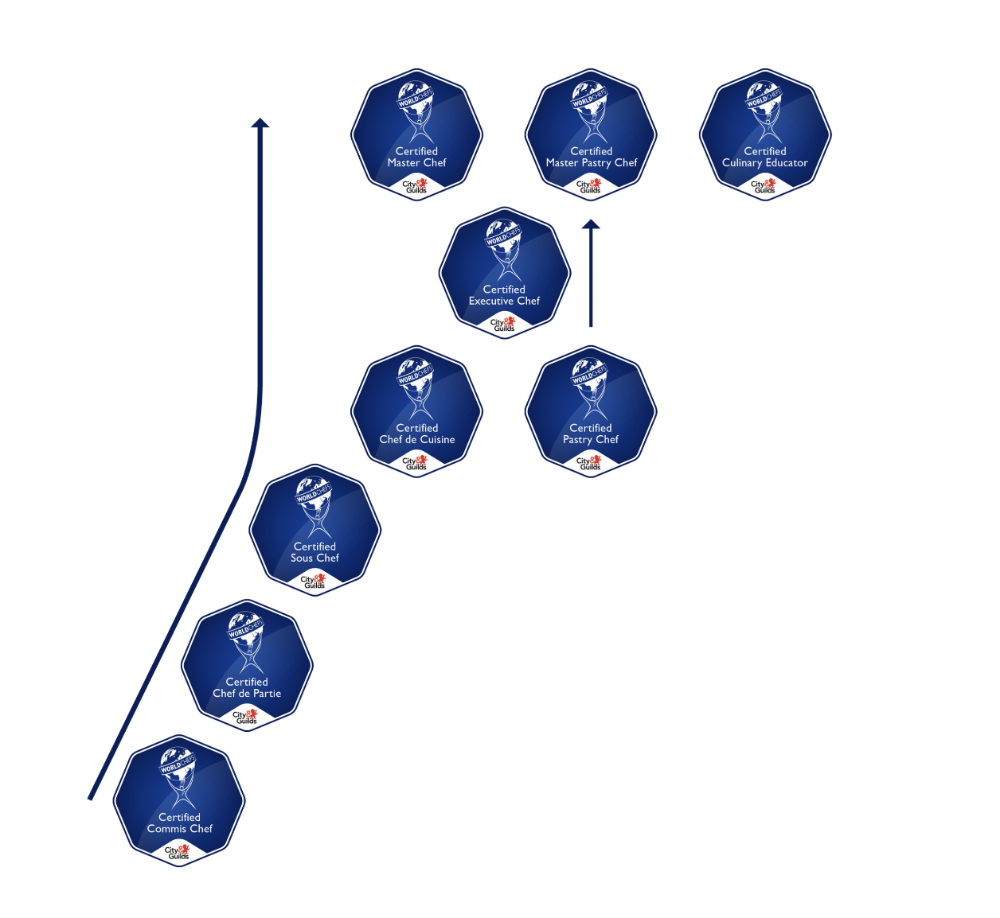 WORLDCHEFS
Certified
Master Chef
City&
Guilds
WORLDCHEFS
Certified
Master Pastry Chef
City&
Guilds
WORLDCHEFS
Certified
Culinary Educator
City&
Guilds
WORLDCHEFS
Certified
Executive Chef
City&
Guilds
WORLDCHEFS
Certified
Chef de Cuisine
City&
Guilds
WORLDCHEFS
Certified
Pastry Chef
City&
Guilds
WORLDCHEFS
Certified
Sous Chef
City&
Guilds
WORLDCHEFS
Certified
Chef de Partie
City&
Guilds
WORLDCHEFS
Certified
Commis Chef
City&
Guilds